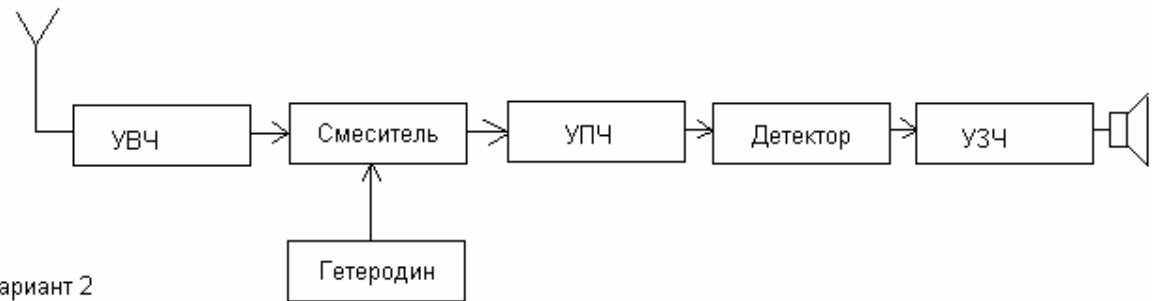 УВЧ
Смеситель
УПЧ
Детектор
УЗЧ
Гетеродин
ариант 2